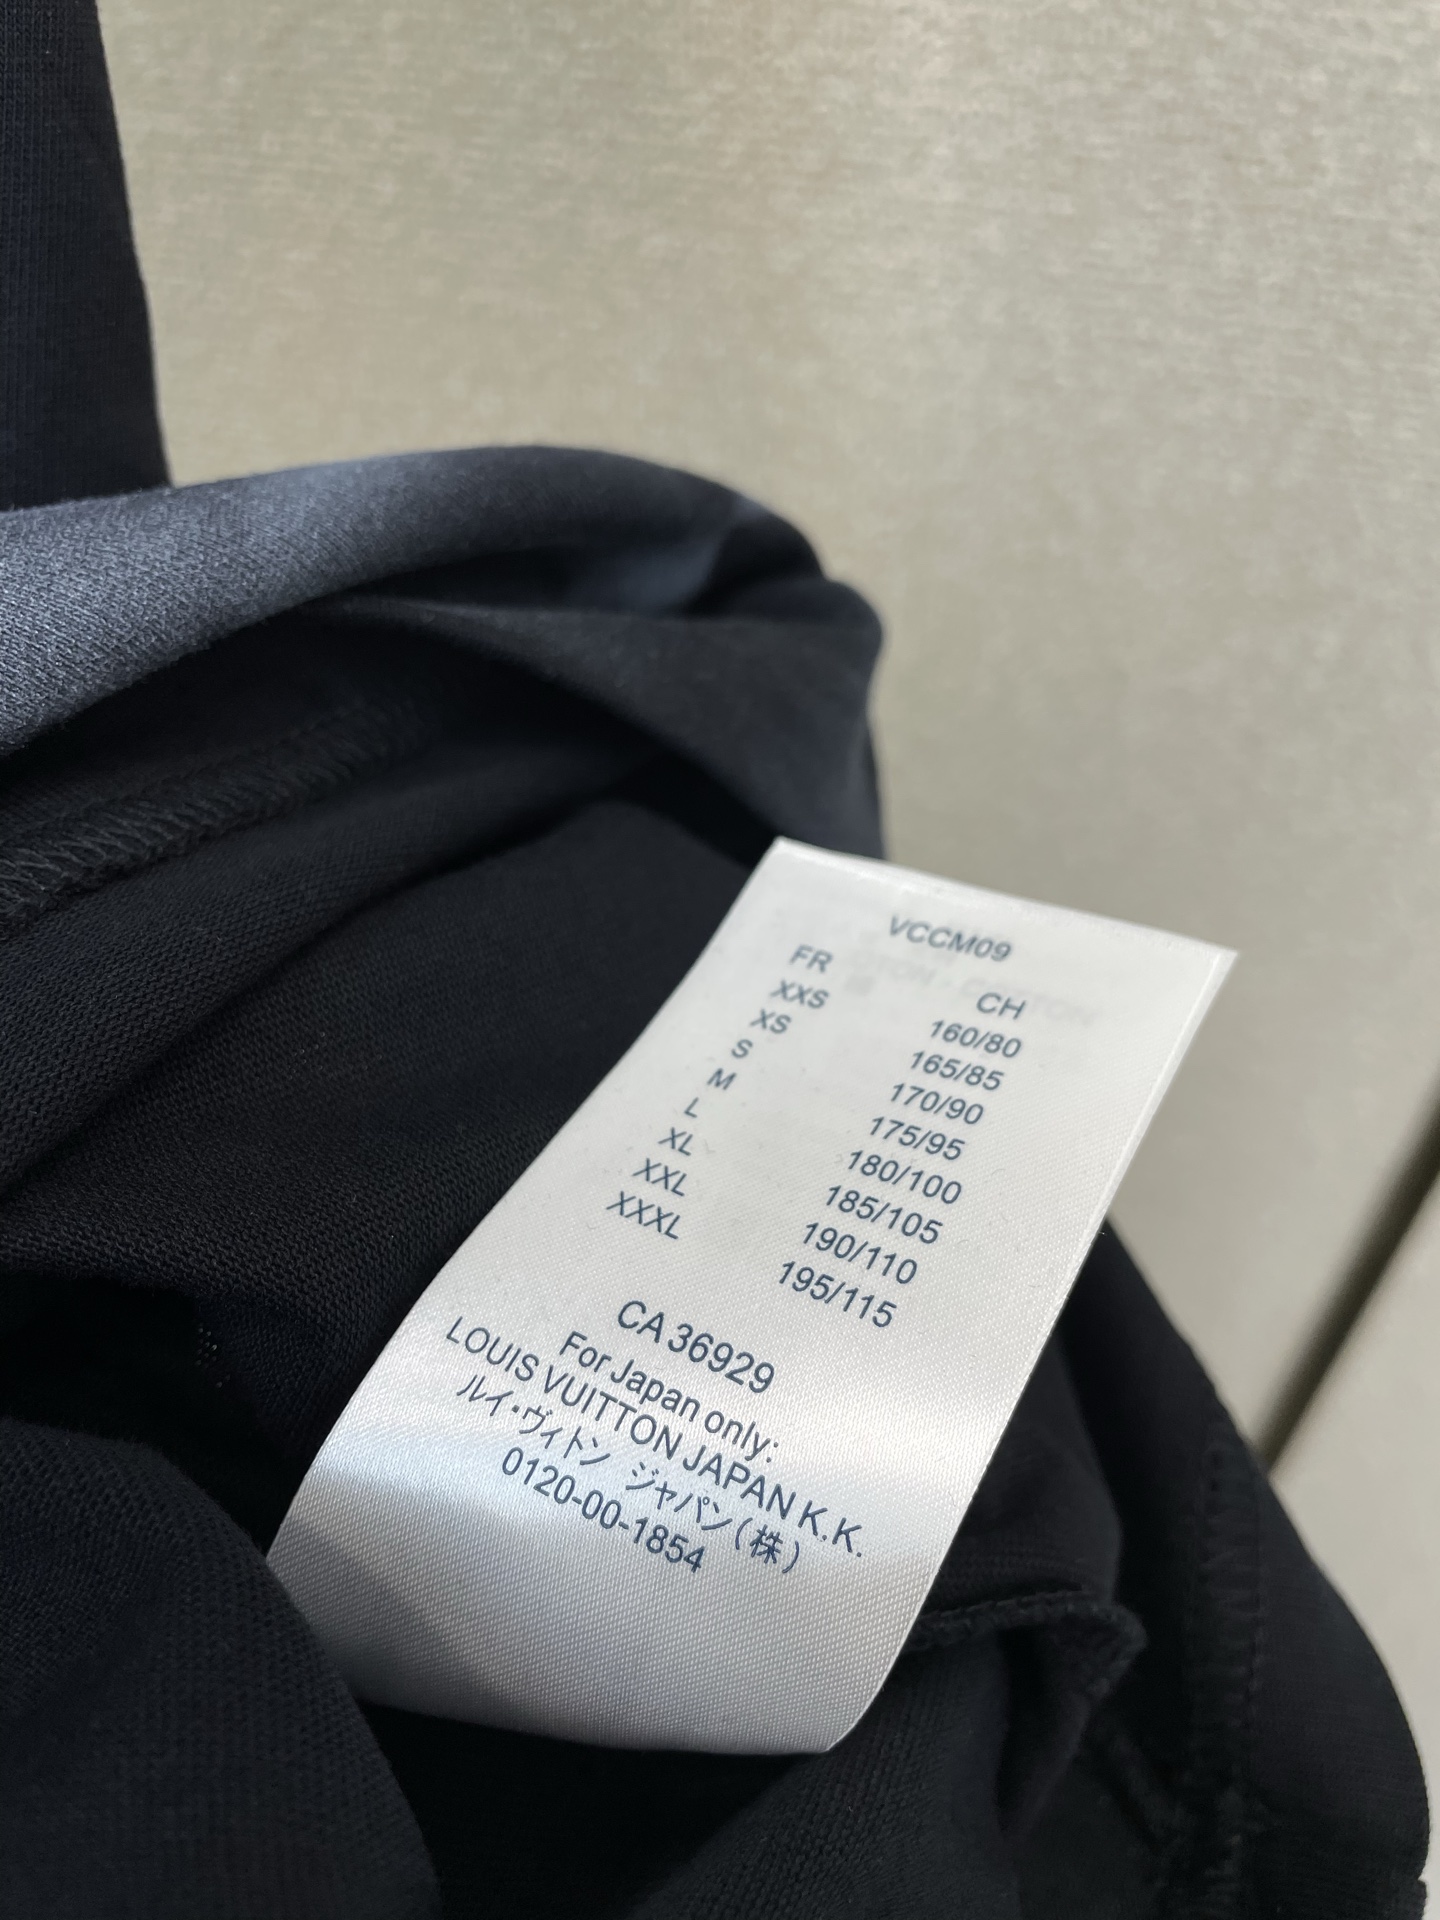 VCCM09
FR CH
XXS 160/80
XS 165/85
S 170/90
M 175/95
L 180/100
XL 185/105
XXL 190/110
XXXL 195/115
CA 36929
For Japan only:
LOUIS VUITTON JAPAN K.K.
ルイ・ヴィトン ジャパン(株)
0120-00-1854